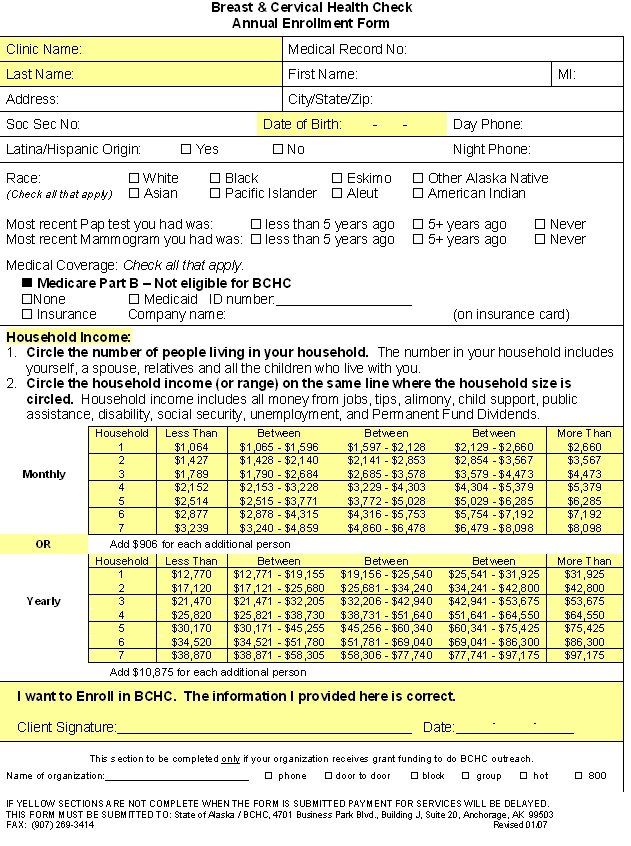 Breast & Cervical Health Check
Annual Enrollment Form
Clinic Name: Medical Record No:
Last Name: First Name: MI:
Address: City/State/Zip:
Soc Sec No: Date of Birth: - - Day Phone:
Latina/Hispanic Origin: ☐ Yes ☐ No Night Phone:
Race: ☐ White ☐ Black ☐ Eskimo ☐ Other Alaska Native
(Check all that apply) ☐ Asian ☐ Pacific Islander ☐ Aleut ☐ American Indian
Most recent Pap test you had was: ☐ less than 5 years ago ☐ 5+ years ago ☐ Never
Most recent Mammogram you had was: ☐ less than 5 years ago ☐ 5+ years ago ☐ Never
Medical Coverage: Check all that apply.
■ Medicare Part B – Not eligible for BCHC
☐None ☐ Medicaid ID number:____________________
☐ Insurance Company name: (on insurance card)
Household Income:
1. Circle the number of people living in your household. The number in your household includes
yourself, a spouse, relatives and all the children who live with you.
2. Circle the household income (or range) on the same line where the household size is
circled. Household income includes all money from jobs, tips, alimony, child support, public
assistance, disability, social security, unemployment, and Permanent Fund Dividends.
Household Less Than Between Between Between More Than
1 $1,064 $1,065 - $1,596 $1,597 - $2,128 $2,129 - $2,660 $2,660
2 $1,427 $1,428 - $2,140 $2,141 - $2,853 $2,854 - $3,567 $3,567
Monthly 3 $1,789 $1,790 - $2,684 $2,685 - $3,578 $3,579 - $4,473 $4,473
4 $2,152 $2,153 - $3,228 $3,229 - $4,303 $4,304 - $5,379 $5,379
5 $2,514 $2,515 - $3,771 $3,772 - $5,028 $5,029 - $6,285 $6,285
6 $2,877 $2,878 - $4,315 $4,316 - $5,753 $5,754 - $7,192 $7,192
7 $3,239 $3,240 - $4,859 $4,860 - $6,478 $6,479 - $8,098 $8,098
OR Add $906 for each additional person
Household Less Than Between Between Between More Than
1 $12,770 $12,771 - $19,155 $19,156 - $25,540 $25,541 - $31,925 $31,925
2 $17,120 $17,121 - $25,680 $25,681 - $34,240 $34,241 - $42,800 $42,800
Yearly 3 $21,470 $21,471 - $32,205 $32,206 - $42,940 $42,941 - $53,675 $53,675
4 $25,820 $25,821 - $38,730 $38,731 - $51,640 $51,641 - $64,550 $64,550
5 $30,170 $30,171 - $45,255 $45,256 - $60,340 $60,341 - $75,425 $75,425
6 $34,520 $34,521 - $51,780 $51,781 - $69,040 $69,041 - $86,300 $86,300
7 $38,870 $38,871 - $58,305 $58,306 - $77,740 $77,741 - $97,175 $97,175
Add $10,875 for each additional person
I want to Enroll in BCHC. The information I provided here is correct.
Client Signature:____________________ Date:____-____-____
This section to be completed only if your organization receives grant funding to do BCHC outreach.
Name of organization:____________________ ☐ phone ☐ door to door ☐ block ☐ group ☐ hot ☐ 800
IF YELLOW SECTIONS ARE NOT COMPLETE WHEN THE FORM IS SUBMITTED PAYMENT FOR SERVICES WILL BE DELAYED.
THIS FORM MUST BE SUBMITTED TO: State of Alaska / BCHC, 4701 Business Park Blvd., Building J, Suite 20, Anchorage, AK 99503
FAX: (907) 269-3414 Revised 01/07